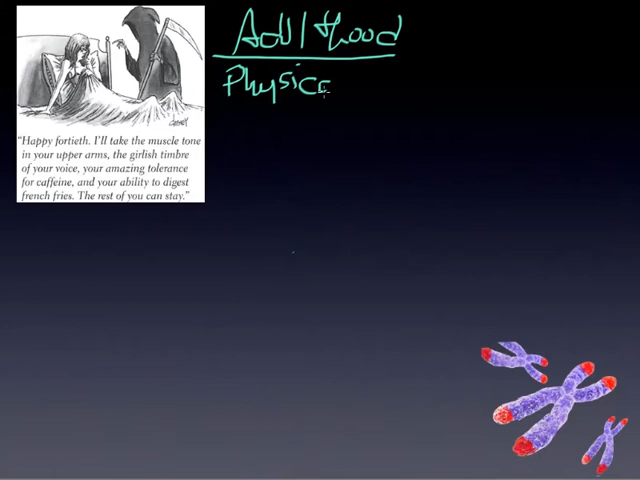 Adulthood
Physica
"Happy fortieth. I'll take the muscle tone
in your upper arms, the girlish timbre
of your voice, your amazing tolerance
for caffeine, and your ability to digest
french fries. The rest of you can stay."